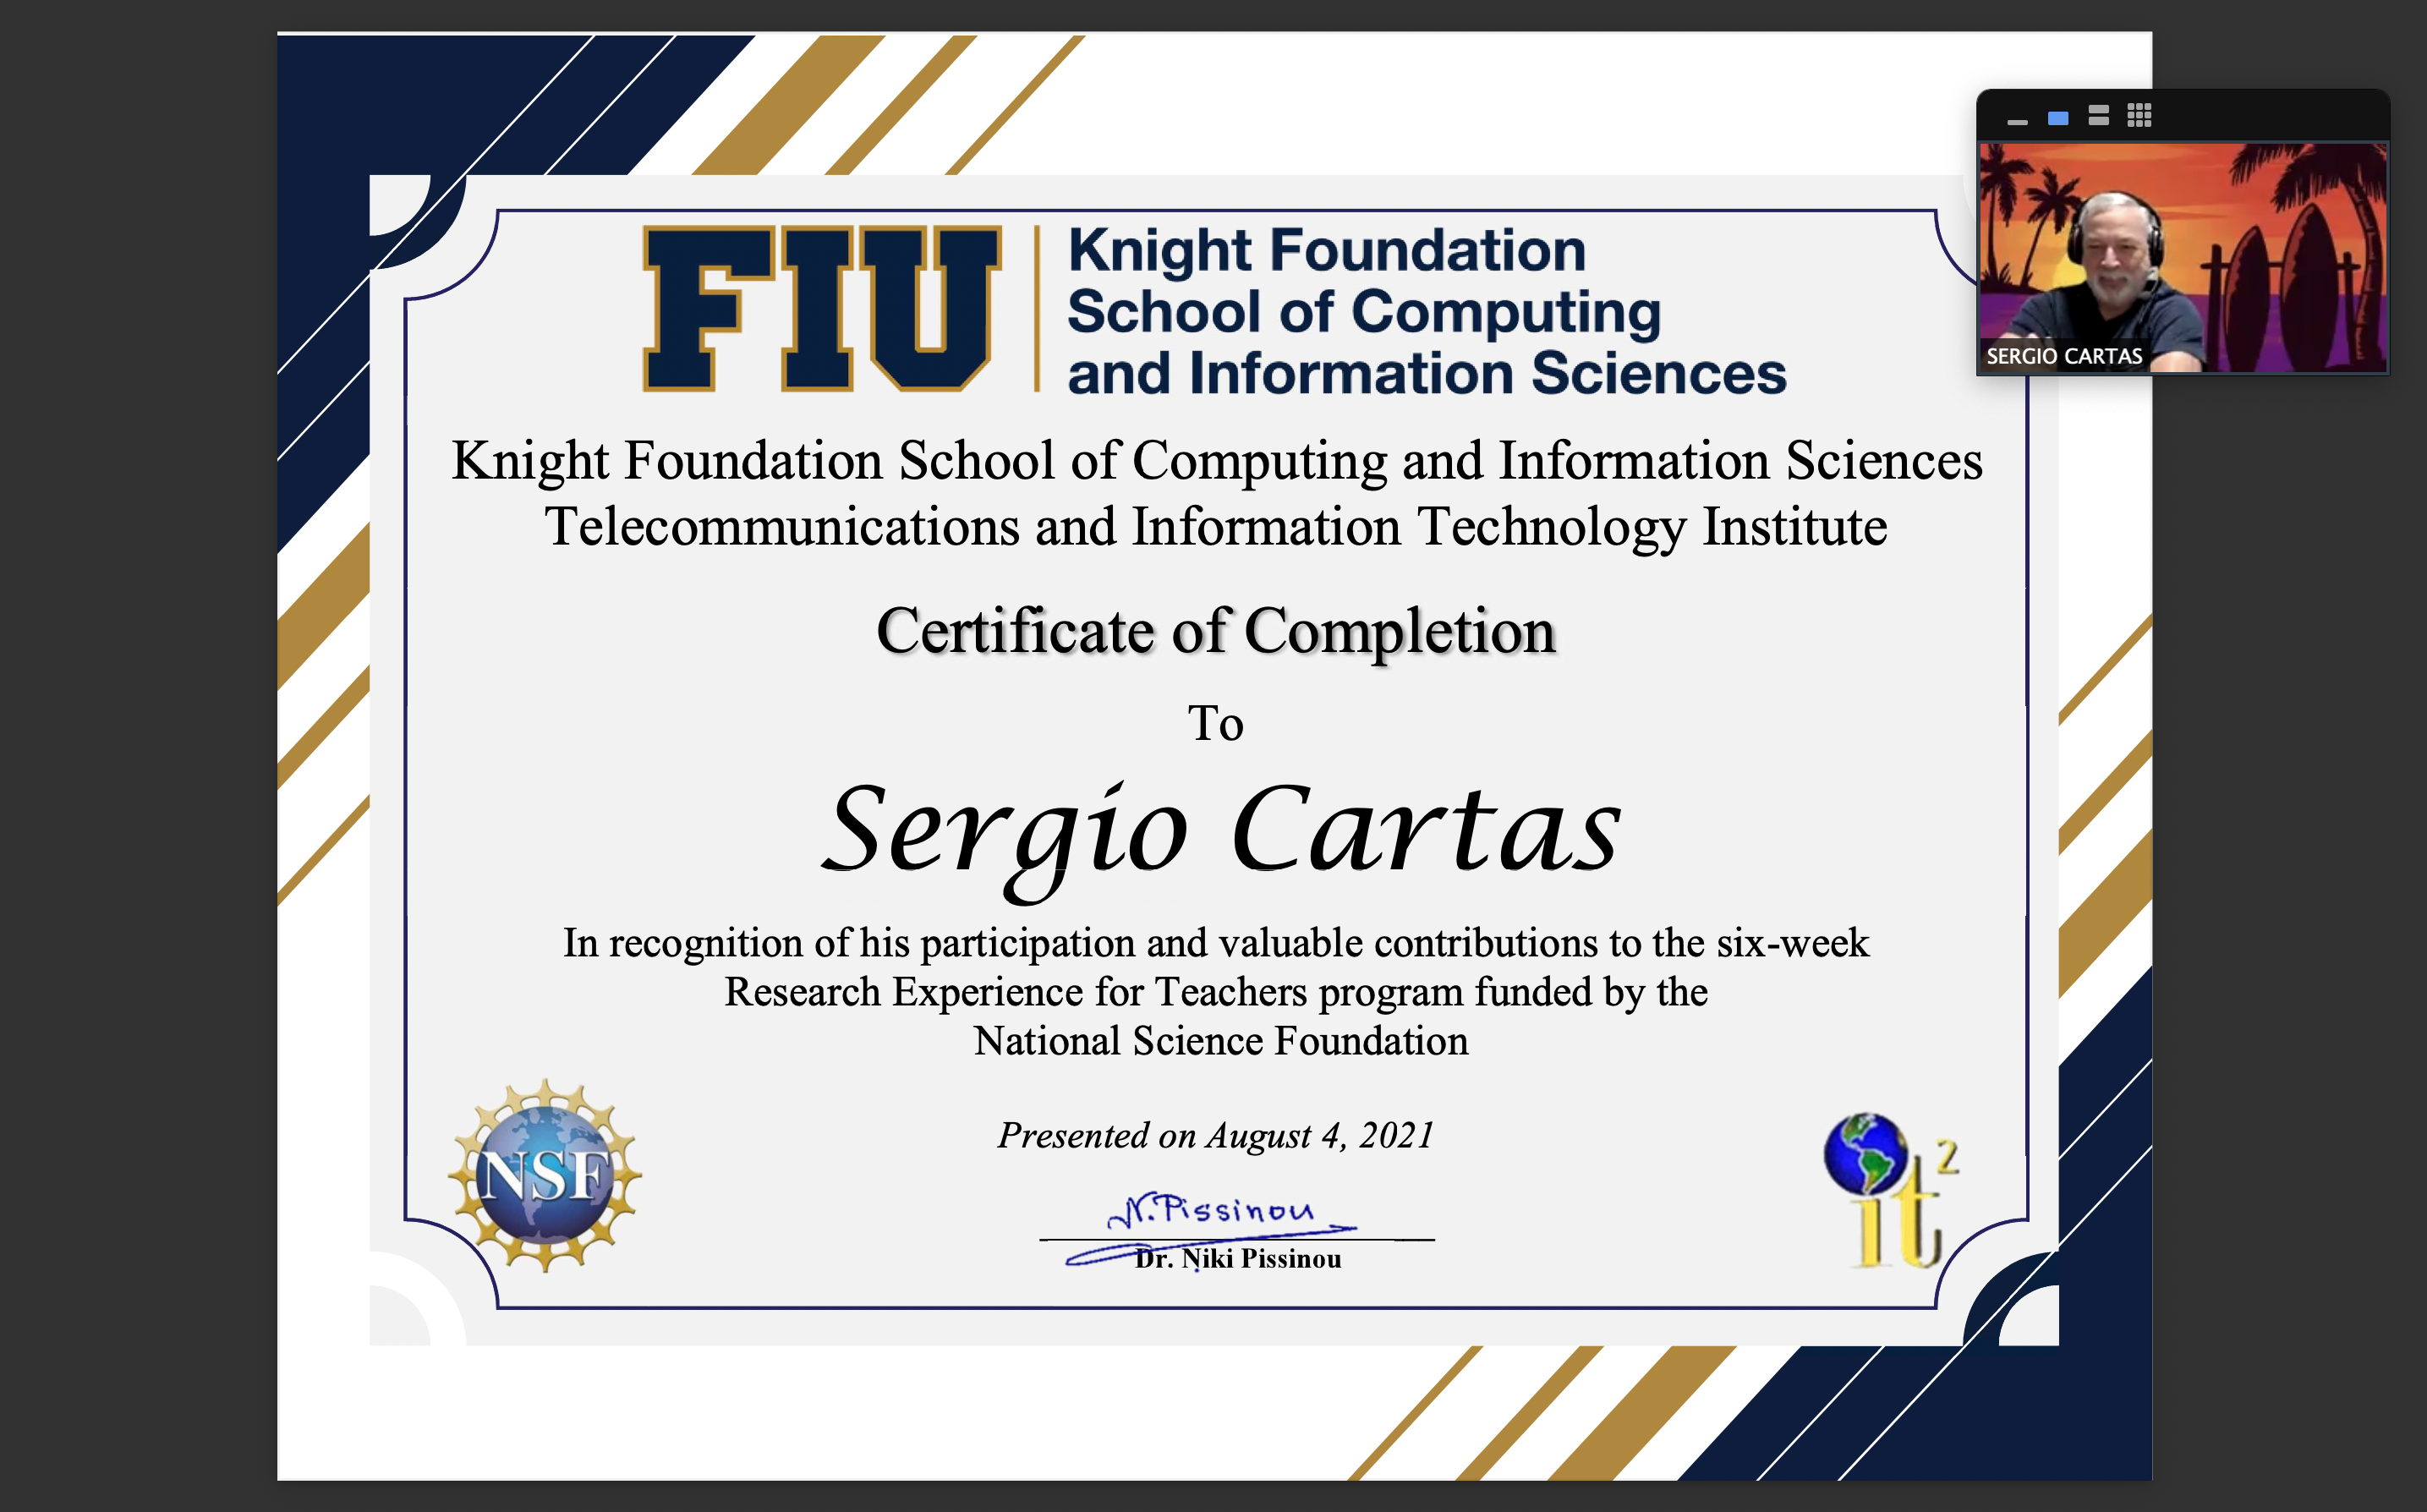 FIU
Knight Foundation
School of Computing
and Information Sciences
SERGIO CARTAS
Knight Foundation School of Computing and Information Sciences
Telecommunications and Information Technology Institute
Certificate of Completion
To
Sergio Cartas
In recognition of his participation and valuable contributions to the six-week
Research Experience for Teachers program funded by the
National Science Foundation
Presented on August 4, 2021
NSF
it2
N. Pissinou
Dr. Niki Pissinou